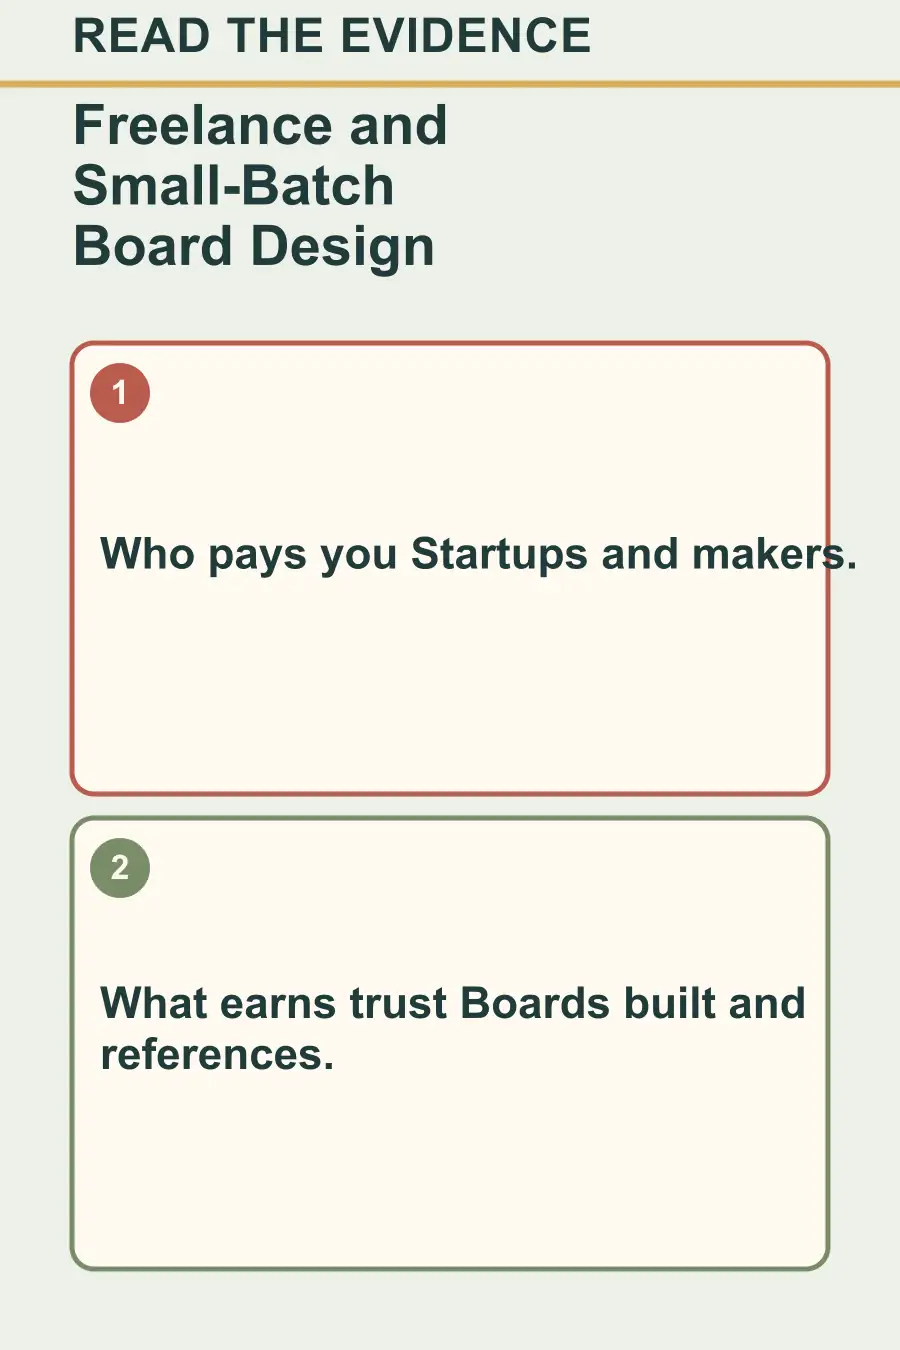 READ THE EVIDENCE
Freelance and
Small-Batch
Board Design
1
Who pays you Startups and makers.
2
What earns trust Boards built and
references.